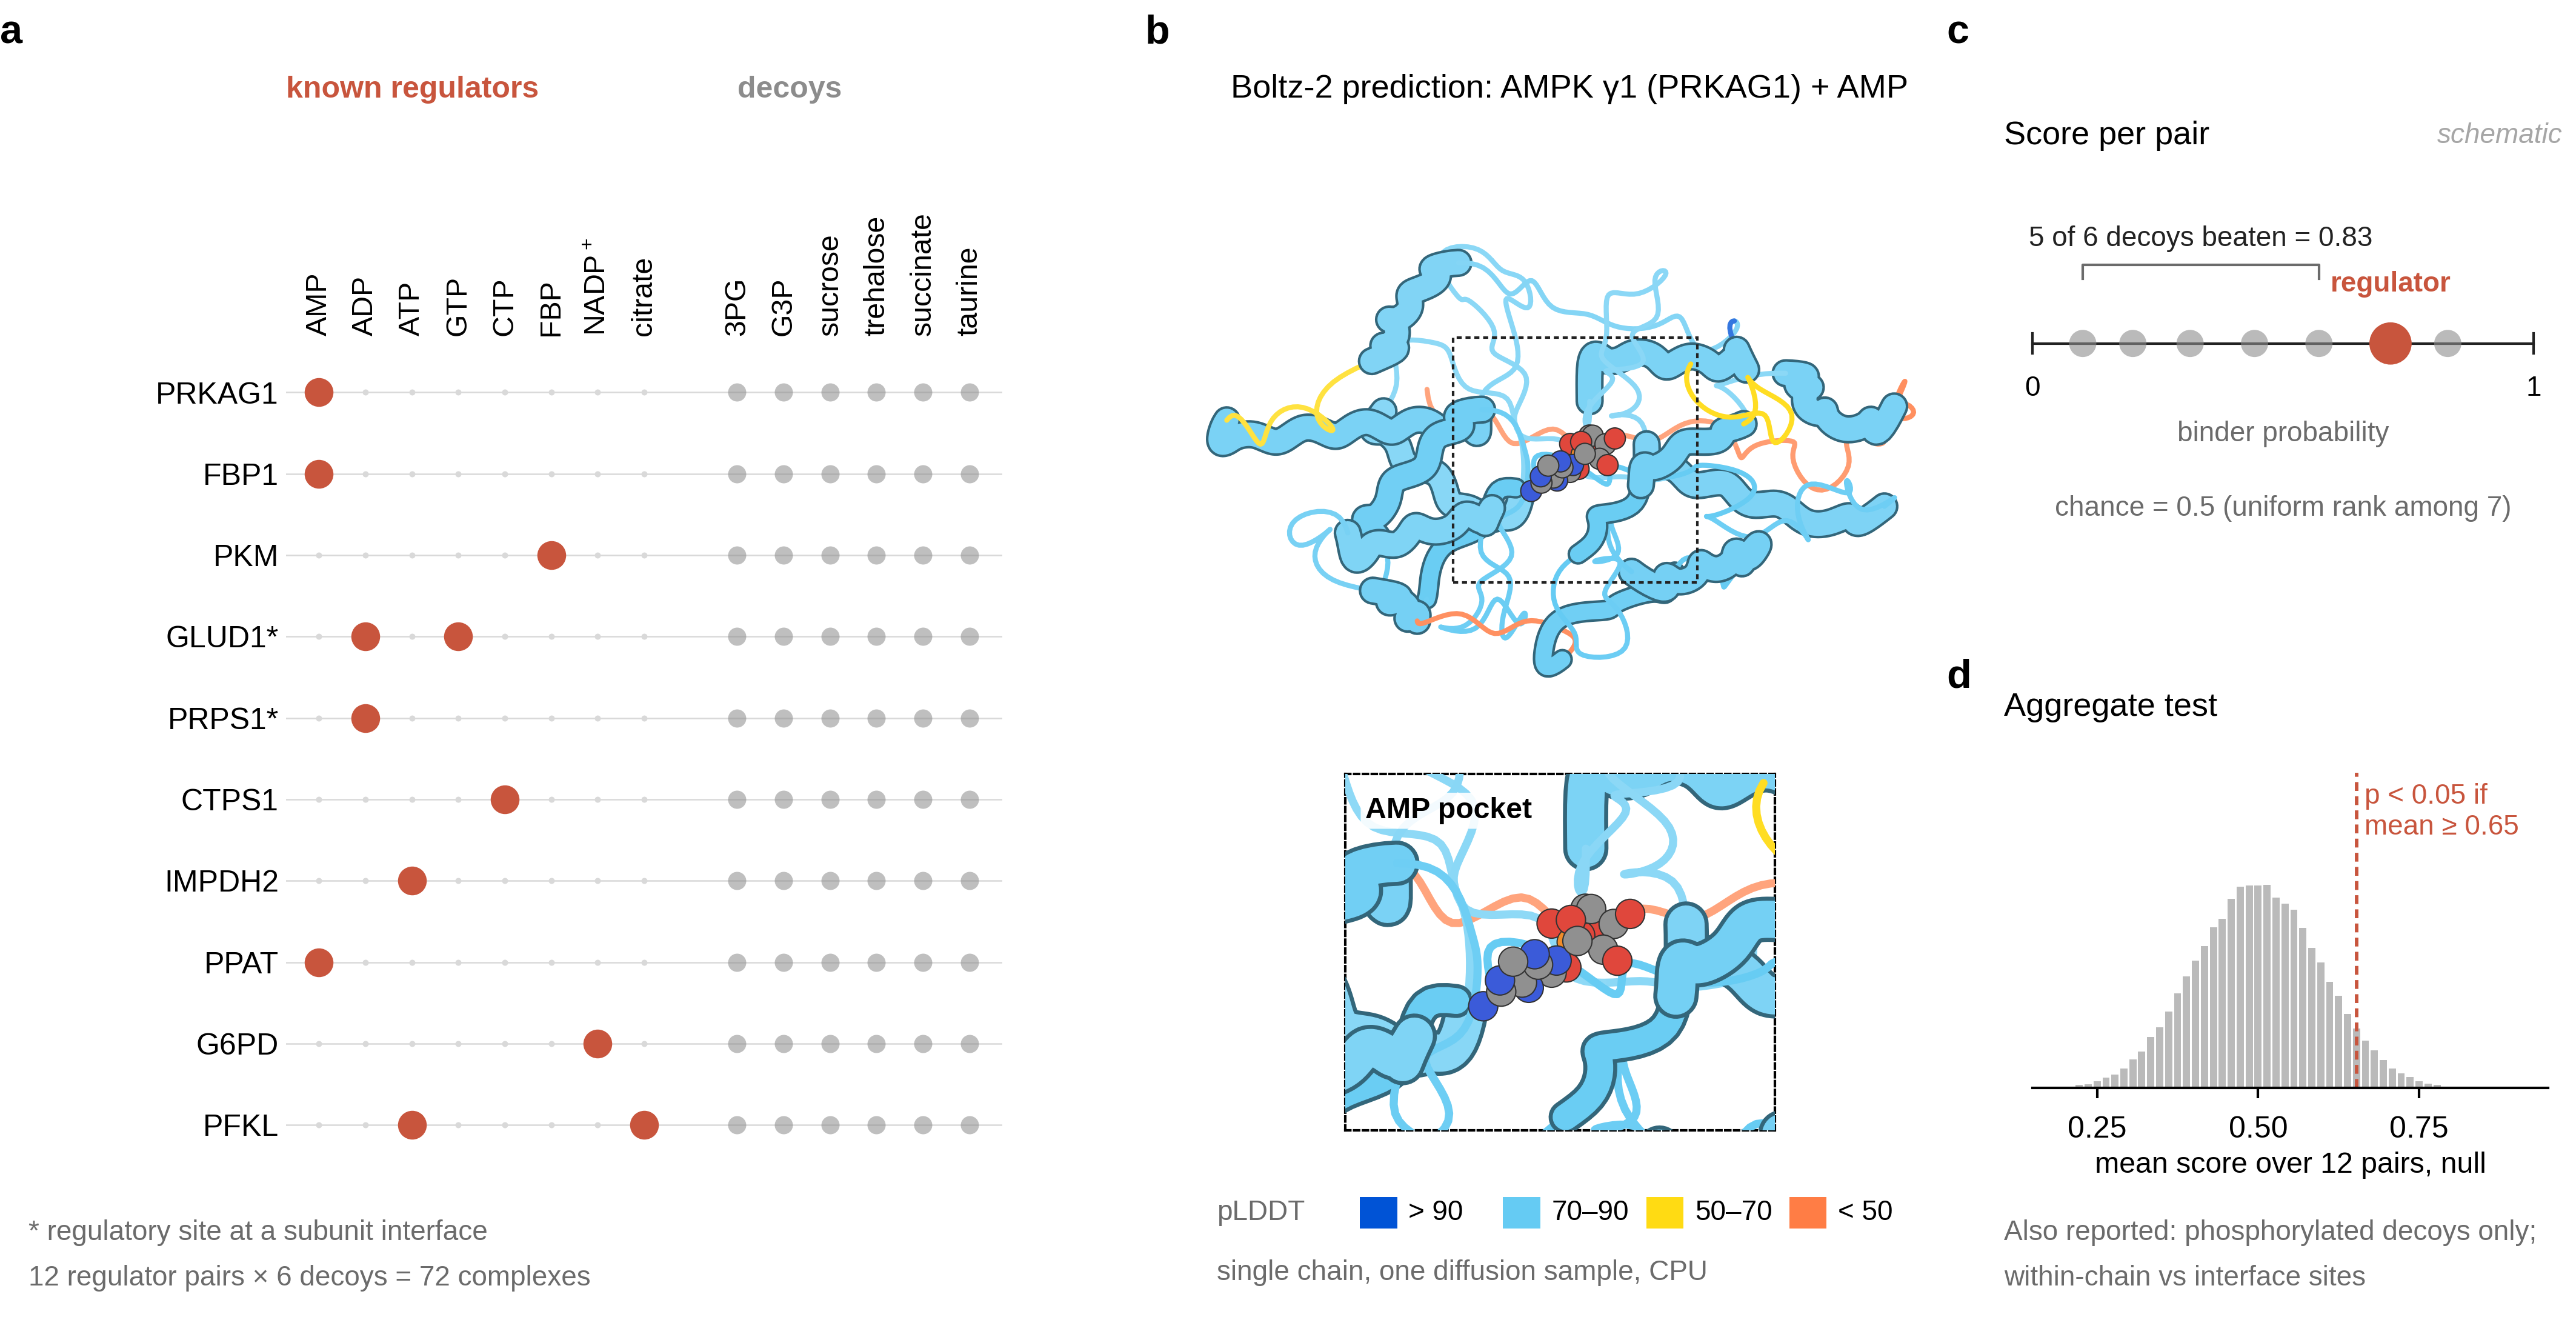 a
known regulators
decoys
AMP
ADP
ATP
GTP
CTP
FBP
NADP+
citrate
3PG
G3P
sucrose
trehalose
succinate
taurine
PRKAG1
FBP1
PKM
GLUD1*
PRPS1*
CTPS1
IMPDH2
PPAT
G6PD
PFKL
* regulatory site at a subunit interface
12 regulator pairs × 6 decoys = 72 complexes
b
Boltz-2 prediction: AMPK γ1 (PRKAG1) + AMP
AMP pocket
pLDDT
> 90
70–90
50–70
< 50
single chain, one diffusion sample, CPU
c
Score per pair
schematic
5 of 6 decoys beaten = 0.83
regulator
0
1
binder probability
chance = 0.5 (uniform rank among 7)
d
Aggregate test
p < 0.05 if
mean ≥ 0.65
0.25
0.50
0.75
mean score over 12 pairs, null
Also reported: phosphorylated decoys only;
within-chain vs interface sites